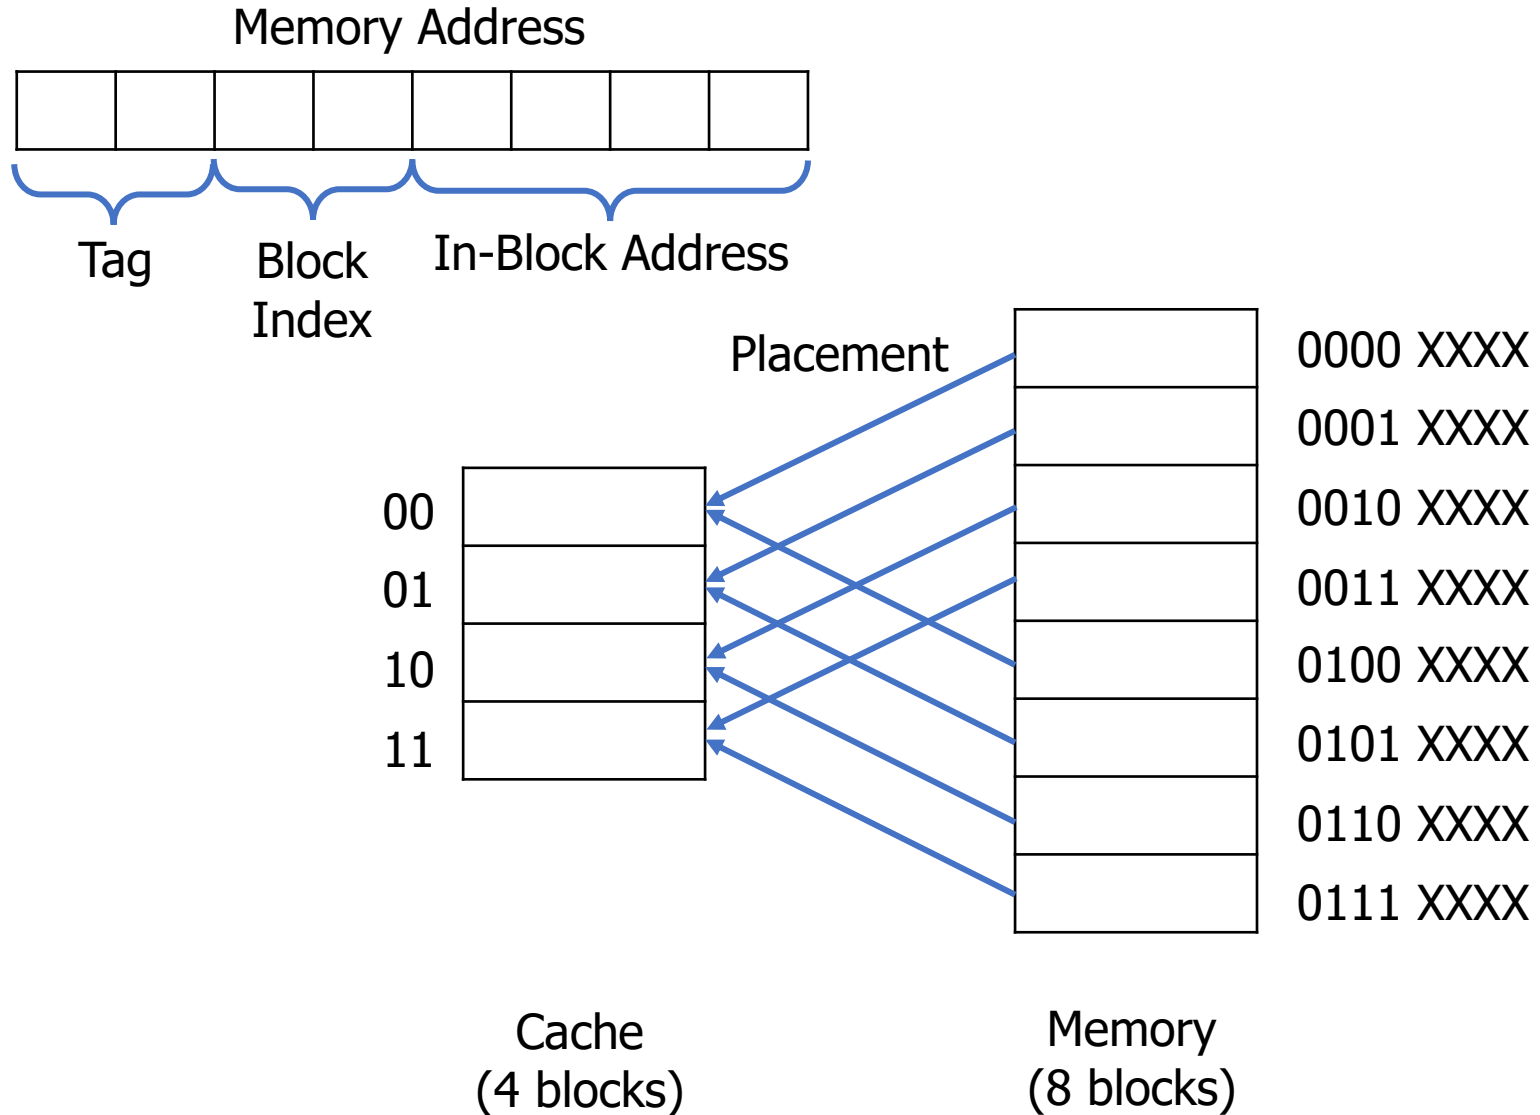 Memory Address
Tag
Block
Index
In-Block Address
Placement
0000 XXXX
0001 XXXX
0010 XXXX
0011 XXXX
0100 XXXX
0101 XXXX
0110 XXXX
0111 XXXX
00
01
10
11
Cache
(4 blocks)
Memory
(8 blocks)